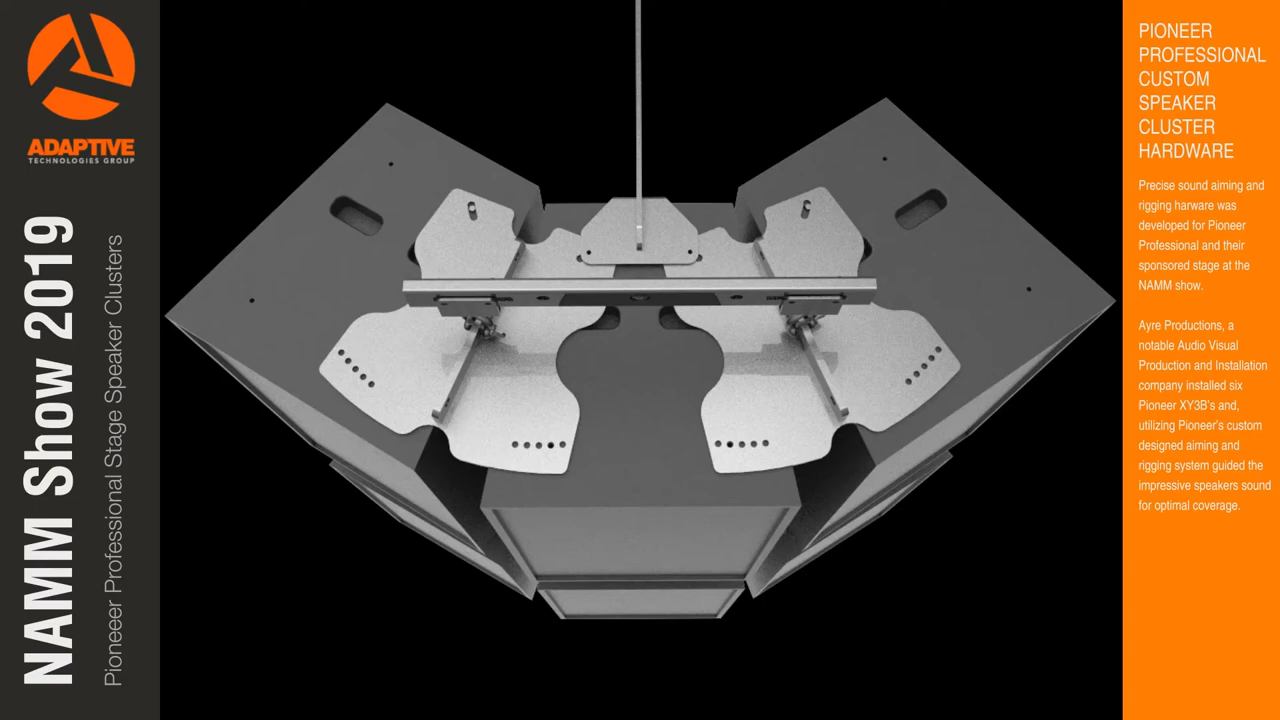 ADAPTIVE
TECHNOLOGIES GROUP
NAMM Show 2019
Pioneeer Professional Stage Speaker Clusters
PIONEER
PROFESSIONAL
CUSTOM
SPEAKER
CLUSTER
HARDWARE
Precise sound aiming and
rigging harware was
developed for Pioneer
Professional and their
sponsored stage at the
NAMM show.
Ayre Productions, a
notable Audio Visual
Production and Installation
company installed six
Pioneer XY3B's and,
utilizing Pioneer's custom
designed aiming and
rigging system guided the
impressive speakers sound
for optimal coverage.